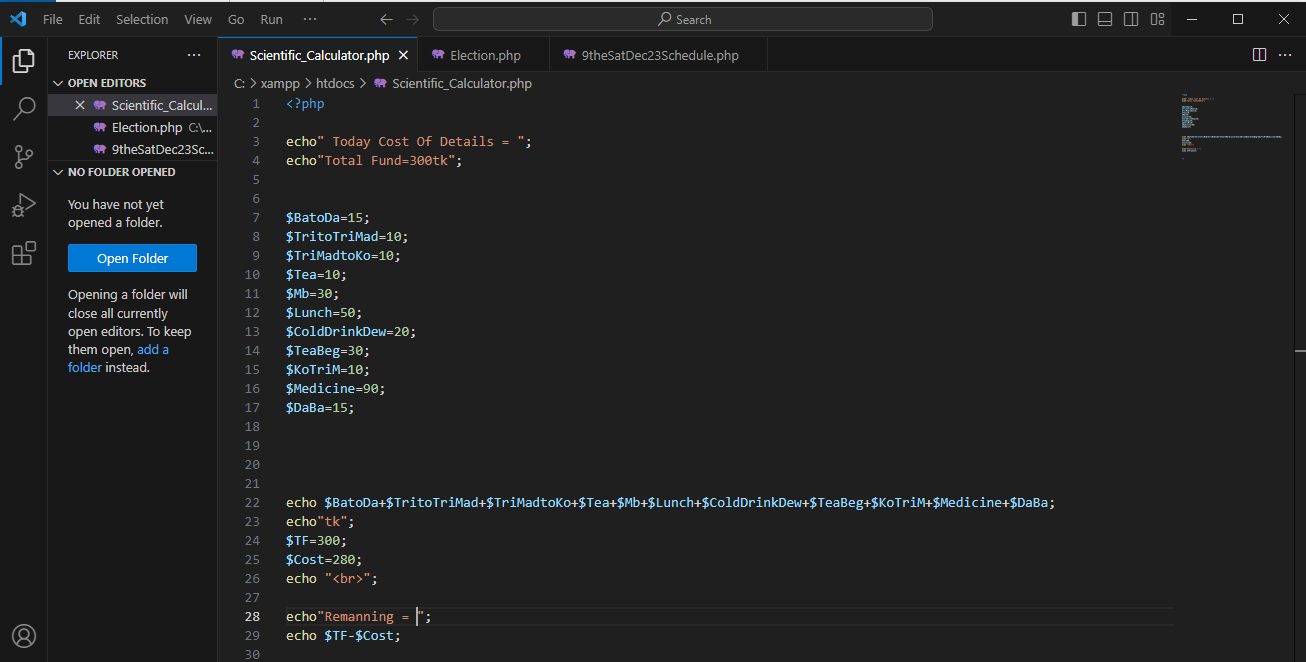 File Edit Selection View Go Run ··· Search
EXPLORER ···
OPEN EDITORS
Scientific_Calcul...
Election.php C:\...
9theSatDec23Sc...
NO FOLDER OPENED
You have not yet
opened a folder.
Open Folder
Opening a folder will
close all currently
open editors. To keep
them open, add a
folder instead.
Scientific_Calculator.php Election.php 9theSatDec23Schedule.php
C: > xampp > htdocs > Scientific_Calculator.php
1 <?php
2
3 echo" Today Cost Of Details = ";
4 echo"Total Fund=300tk";
5
6
7 $BatoDa=15;
8 $TritoTriMad=10;
9 $TriMadtoKo=10;
10 $Tea=10;
11 $Mb=30;
12 $Lunch=50;
13 $ColdDrinkDew=20;
14 $TeaBeg=30;
15 $KoTriM=10;
16 $Medicine=90;
17 $DaBa=15;
18
19
20
21
22 echo $BatoDa+$TritoTriMad+$TriMadtoKo+$Tea+$Mb+$Lunch+$ColdDrinkDew+$TeaBeg+$KoTriM+$Medicine+$DaBa;
23 echo"tk";
24 $TF=300;
25 $Cost=280;
26 echo "<br>";
27
28 echo"Remanning = ";
29 echo $TF-$Cost;
30